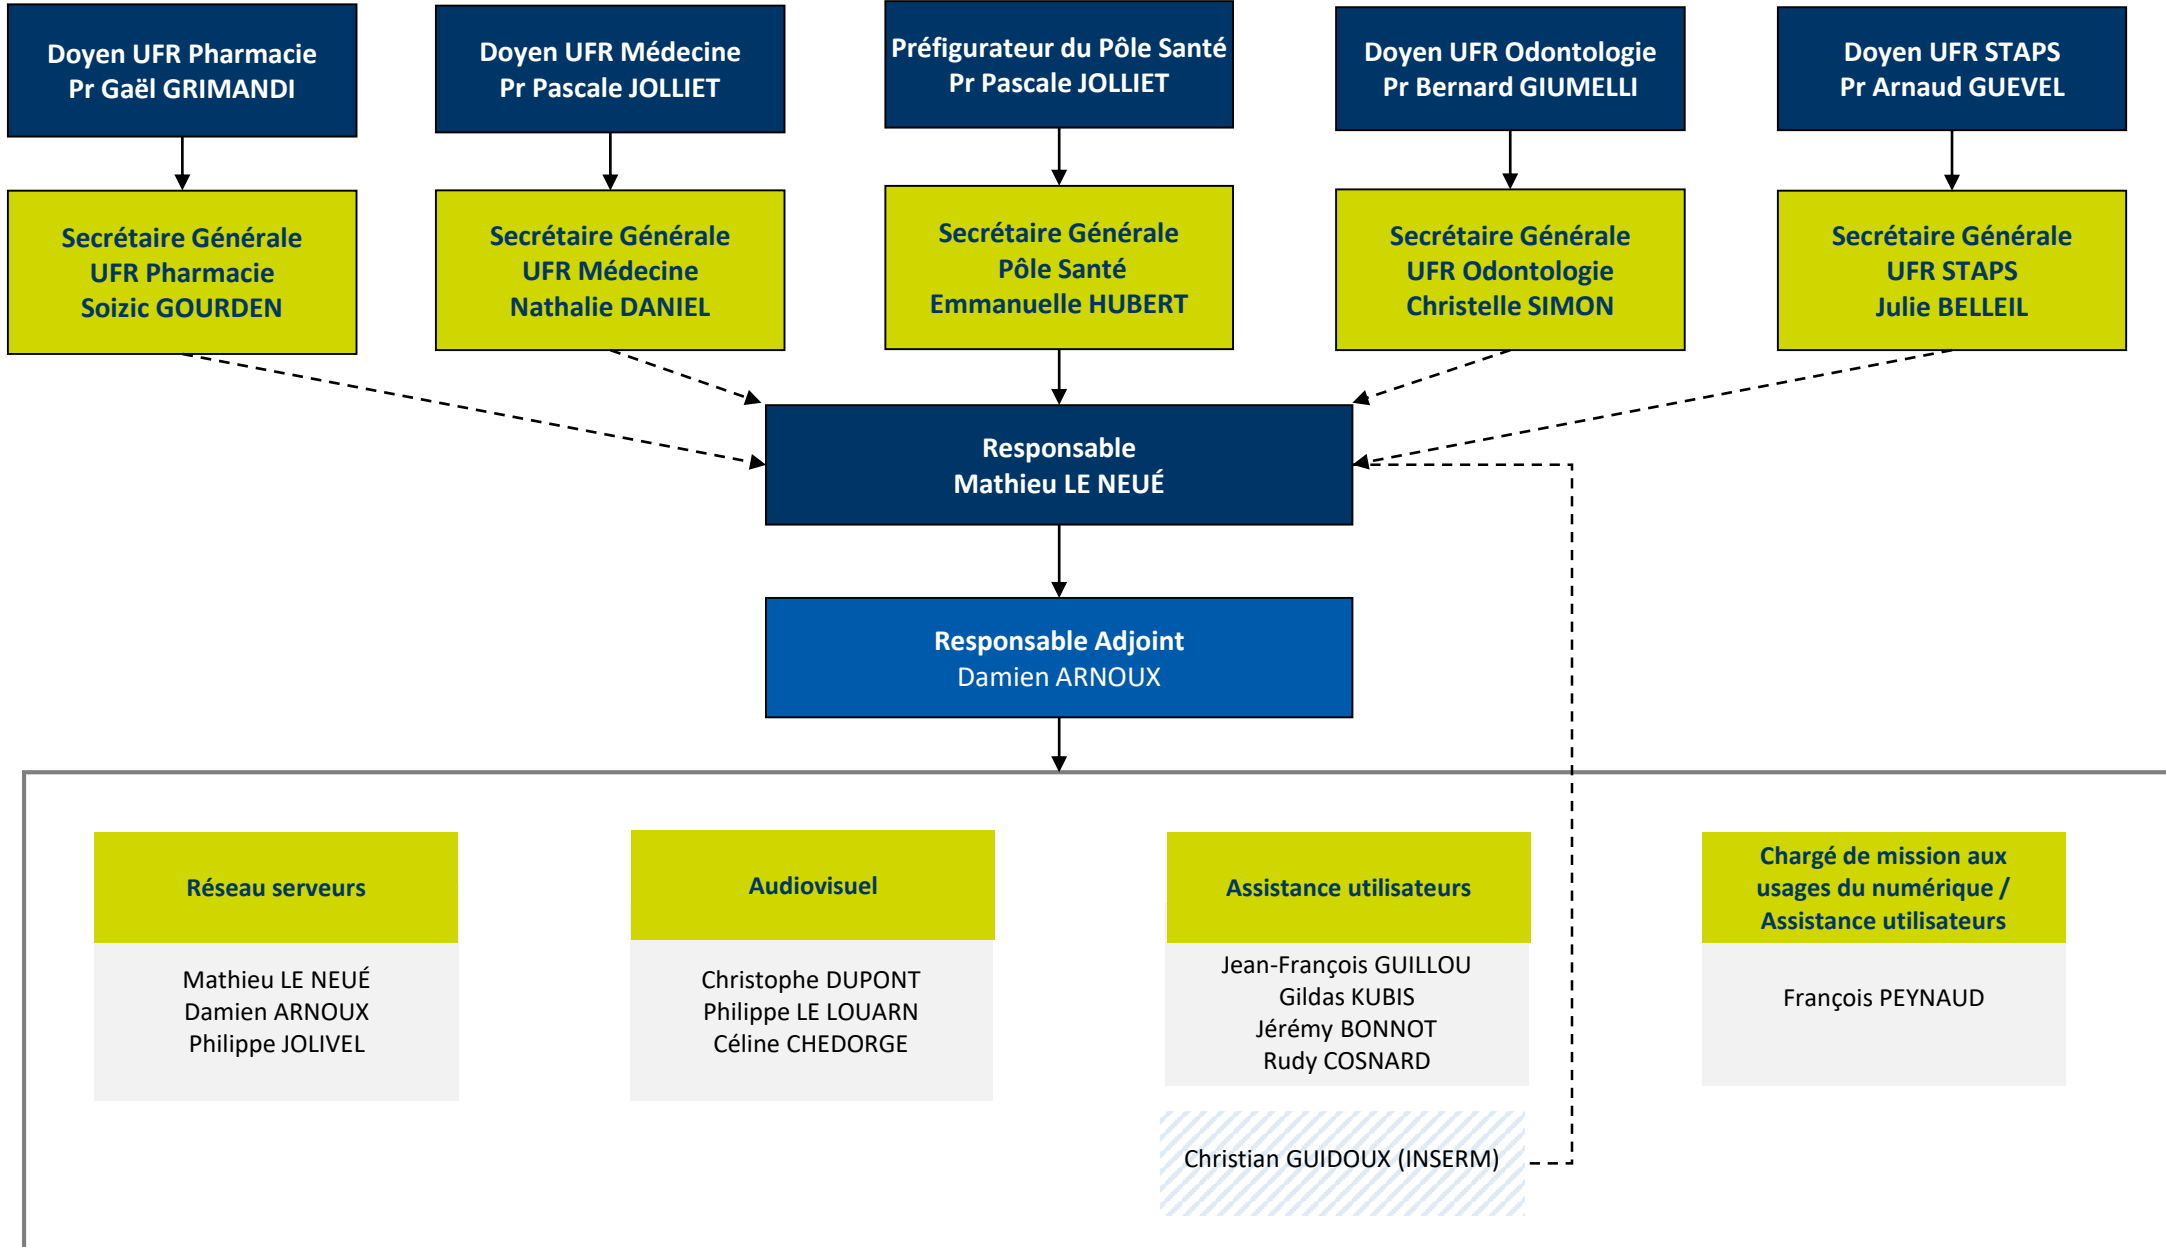 Doyen UFR Pharmacie
Pr Gaël GRIMANDI
Doyen UFR Médecine
Pr Pascale JOLLIET
Préfigurateur du Pôle Santé
Pr Pascale JOLLIET
Doyen UFR Odontologie
Pr Bernard GIUMELLI
Doyen UFR STAPS
Pr Arnaud GUEVEL
Secrétaire Générale
UFR Pharmacie
Soizic GOURDEN
Secrétaire Générale
UFR Médecine
Nathalie DANIEL
Secrétaire Générale
Pôle Santé
Emmanuelle HUBERT
Secrétaire Générale
UFR Odontologie
Christelle SIMON
Secrétaire Générale
UFR STAPS
Julie BELLEIL
Responsable
Mathieu LE NEUÉ
Responsable Adjoint
Damien ARNOUX
Réseau serveurs
Mathieu LE NEUÉ
Damien ARNOUX
Philippe JOLIVEL
Audiovisuel
Christophe DUPONT
Philippe LE LOUARN
Céline CHEDORGE
Assistance utilisateurs
Jean-François GUILLOU
Gildas KUBIS
Jérémy BONNOT
Rudy COSNARD
Christian GUIDOUX (INSERM)
Chargé de mission aux
usages du numérique /
Assistance utilisateurs
François PEYNAUD